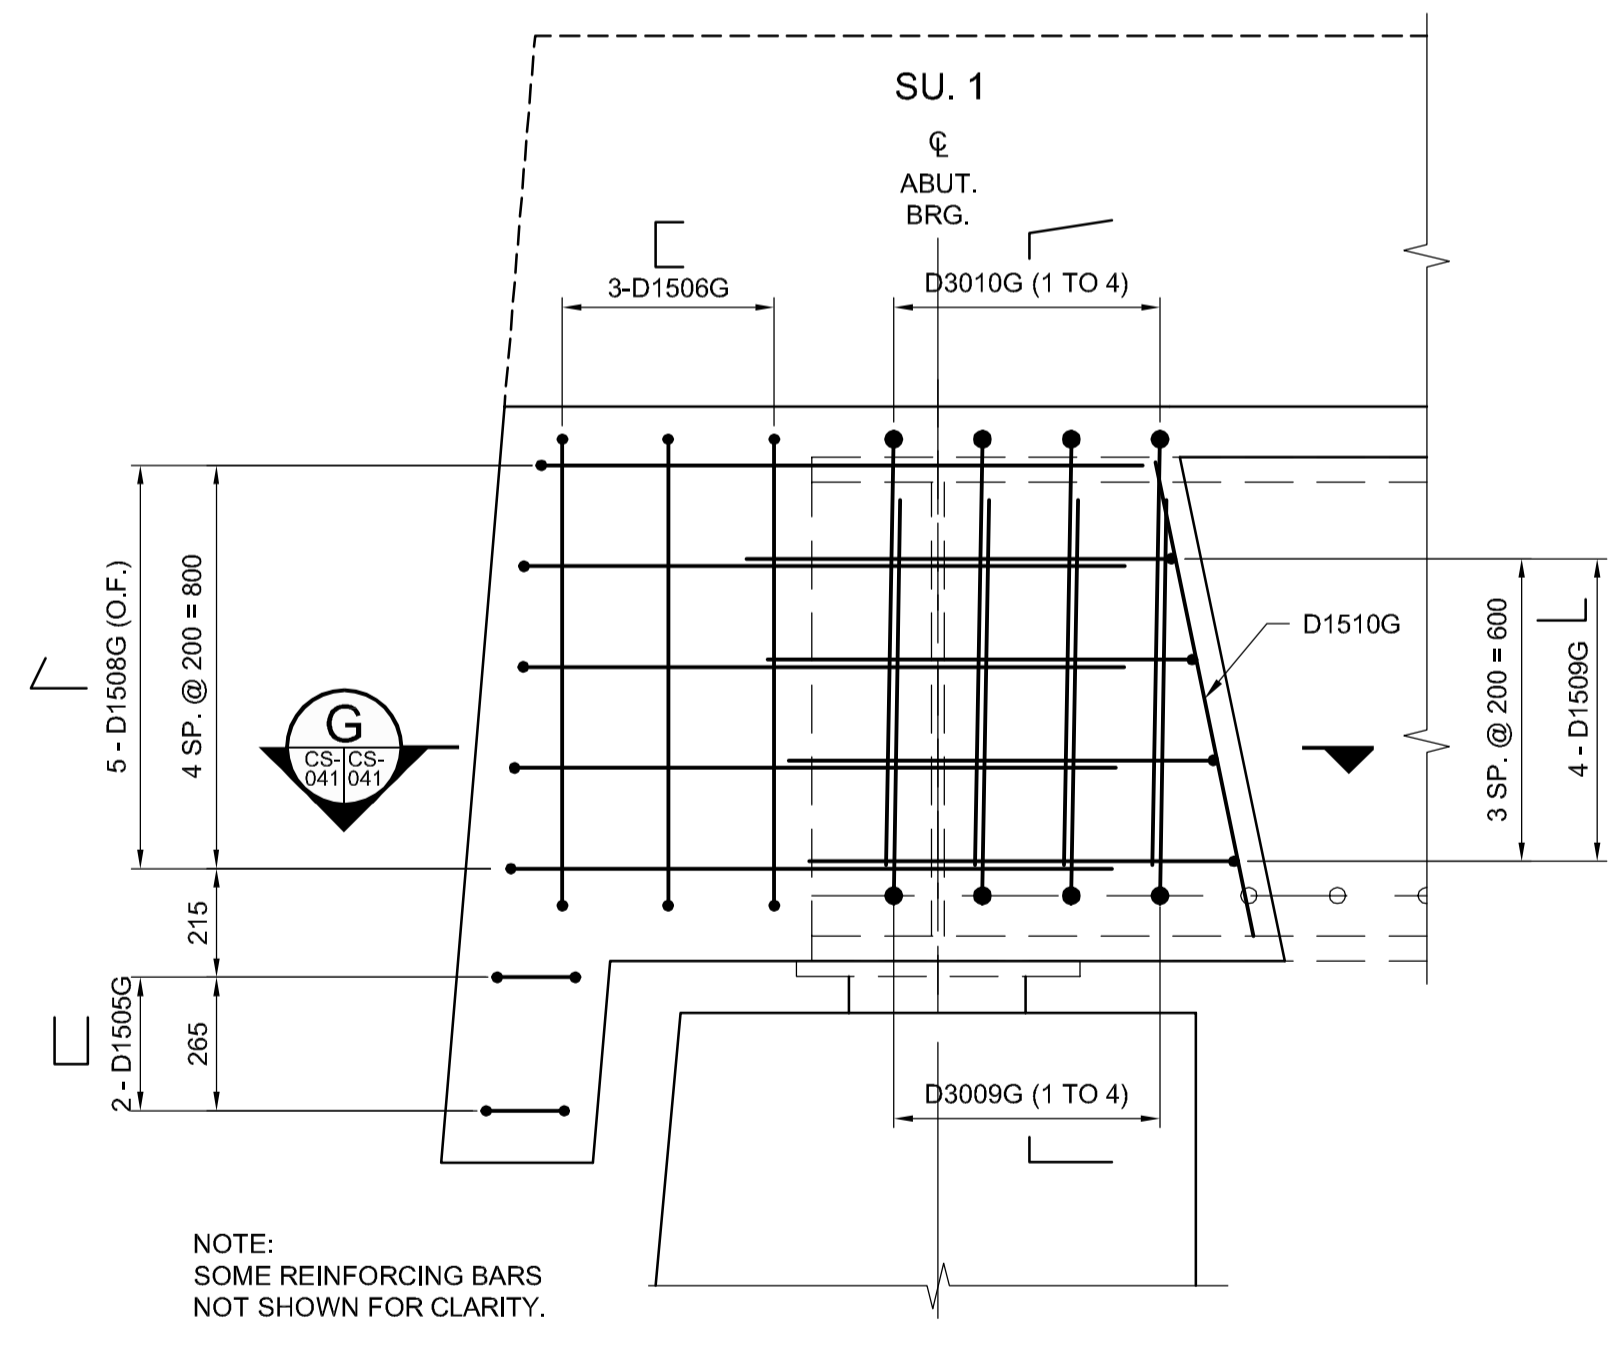 SU. 1
℄
ABUT.
BRG.
3-D1506G
D3010G (1 TO 4)
5 - D1508G (O.F.)
4 SP. @ 200 = 800
D1510G
3 SP. @ 200 = 600
4 - D1509G
G
CS-041
CS-041
215
265
2 - D1505G
D3009G (1 TO 4)
NOTE:
SOME REINFORCING BARS
NOT SHOWN FOR CLARITY.